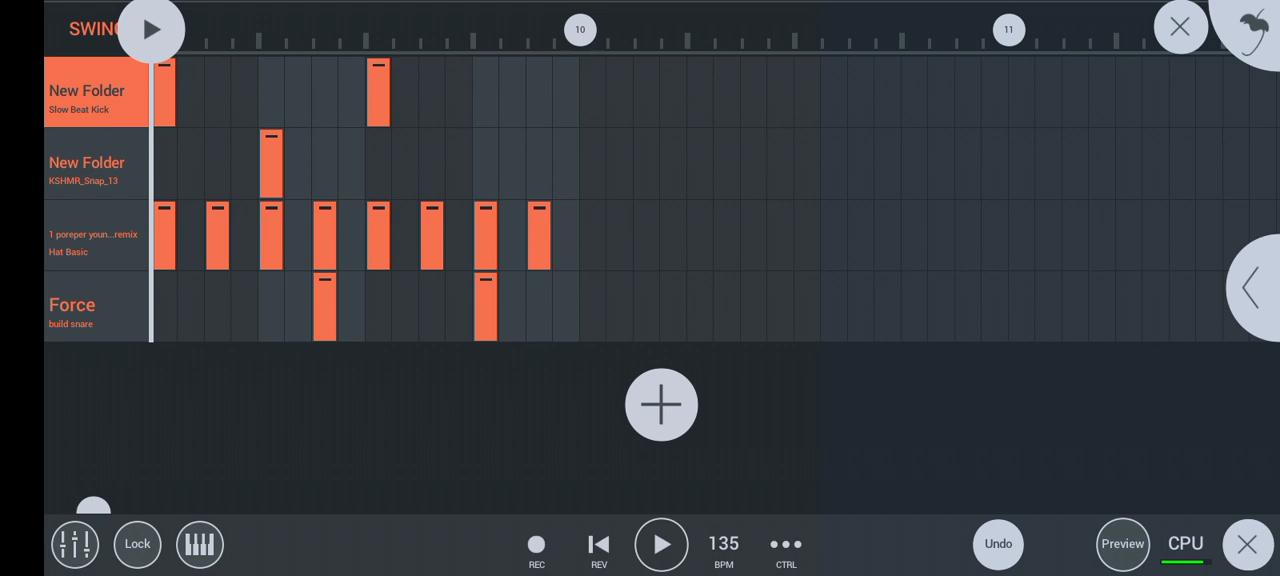 SWING
10
11
New Folder
Slow Beat Kick
New Folder
KSHMR_Snap_13
1 poreper youn...remix
Hat Basic
Force
build snare
Lock
REC
REV
135
BPM
CTRL
Undo
Preview
CPU